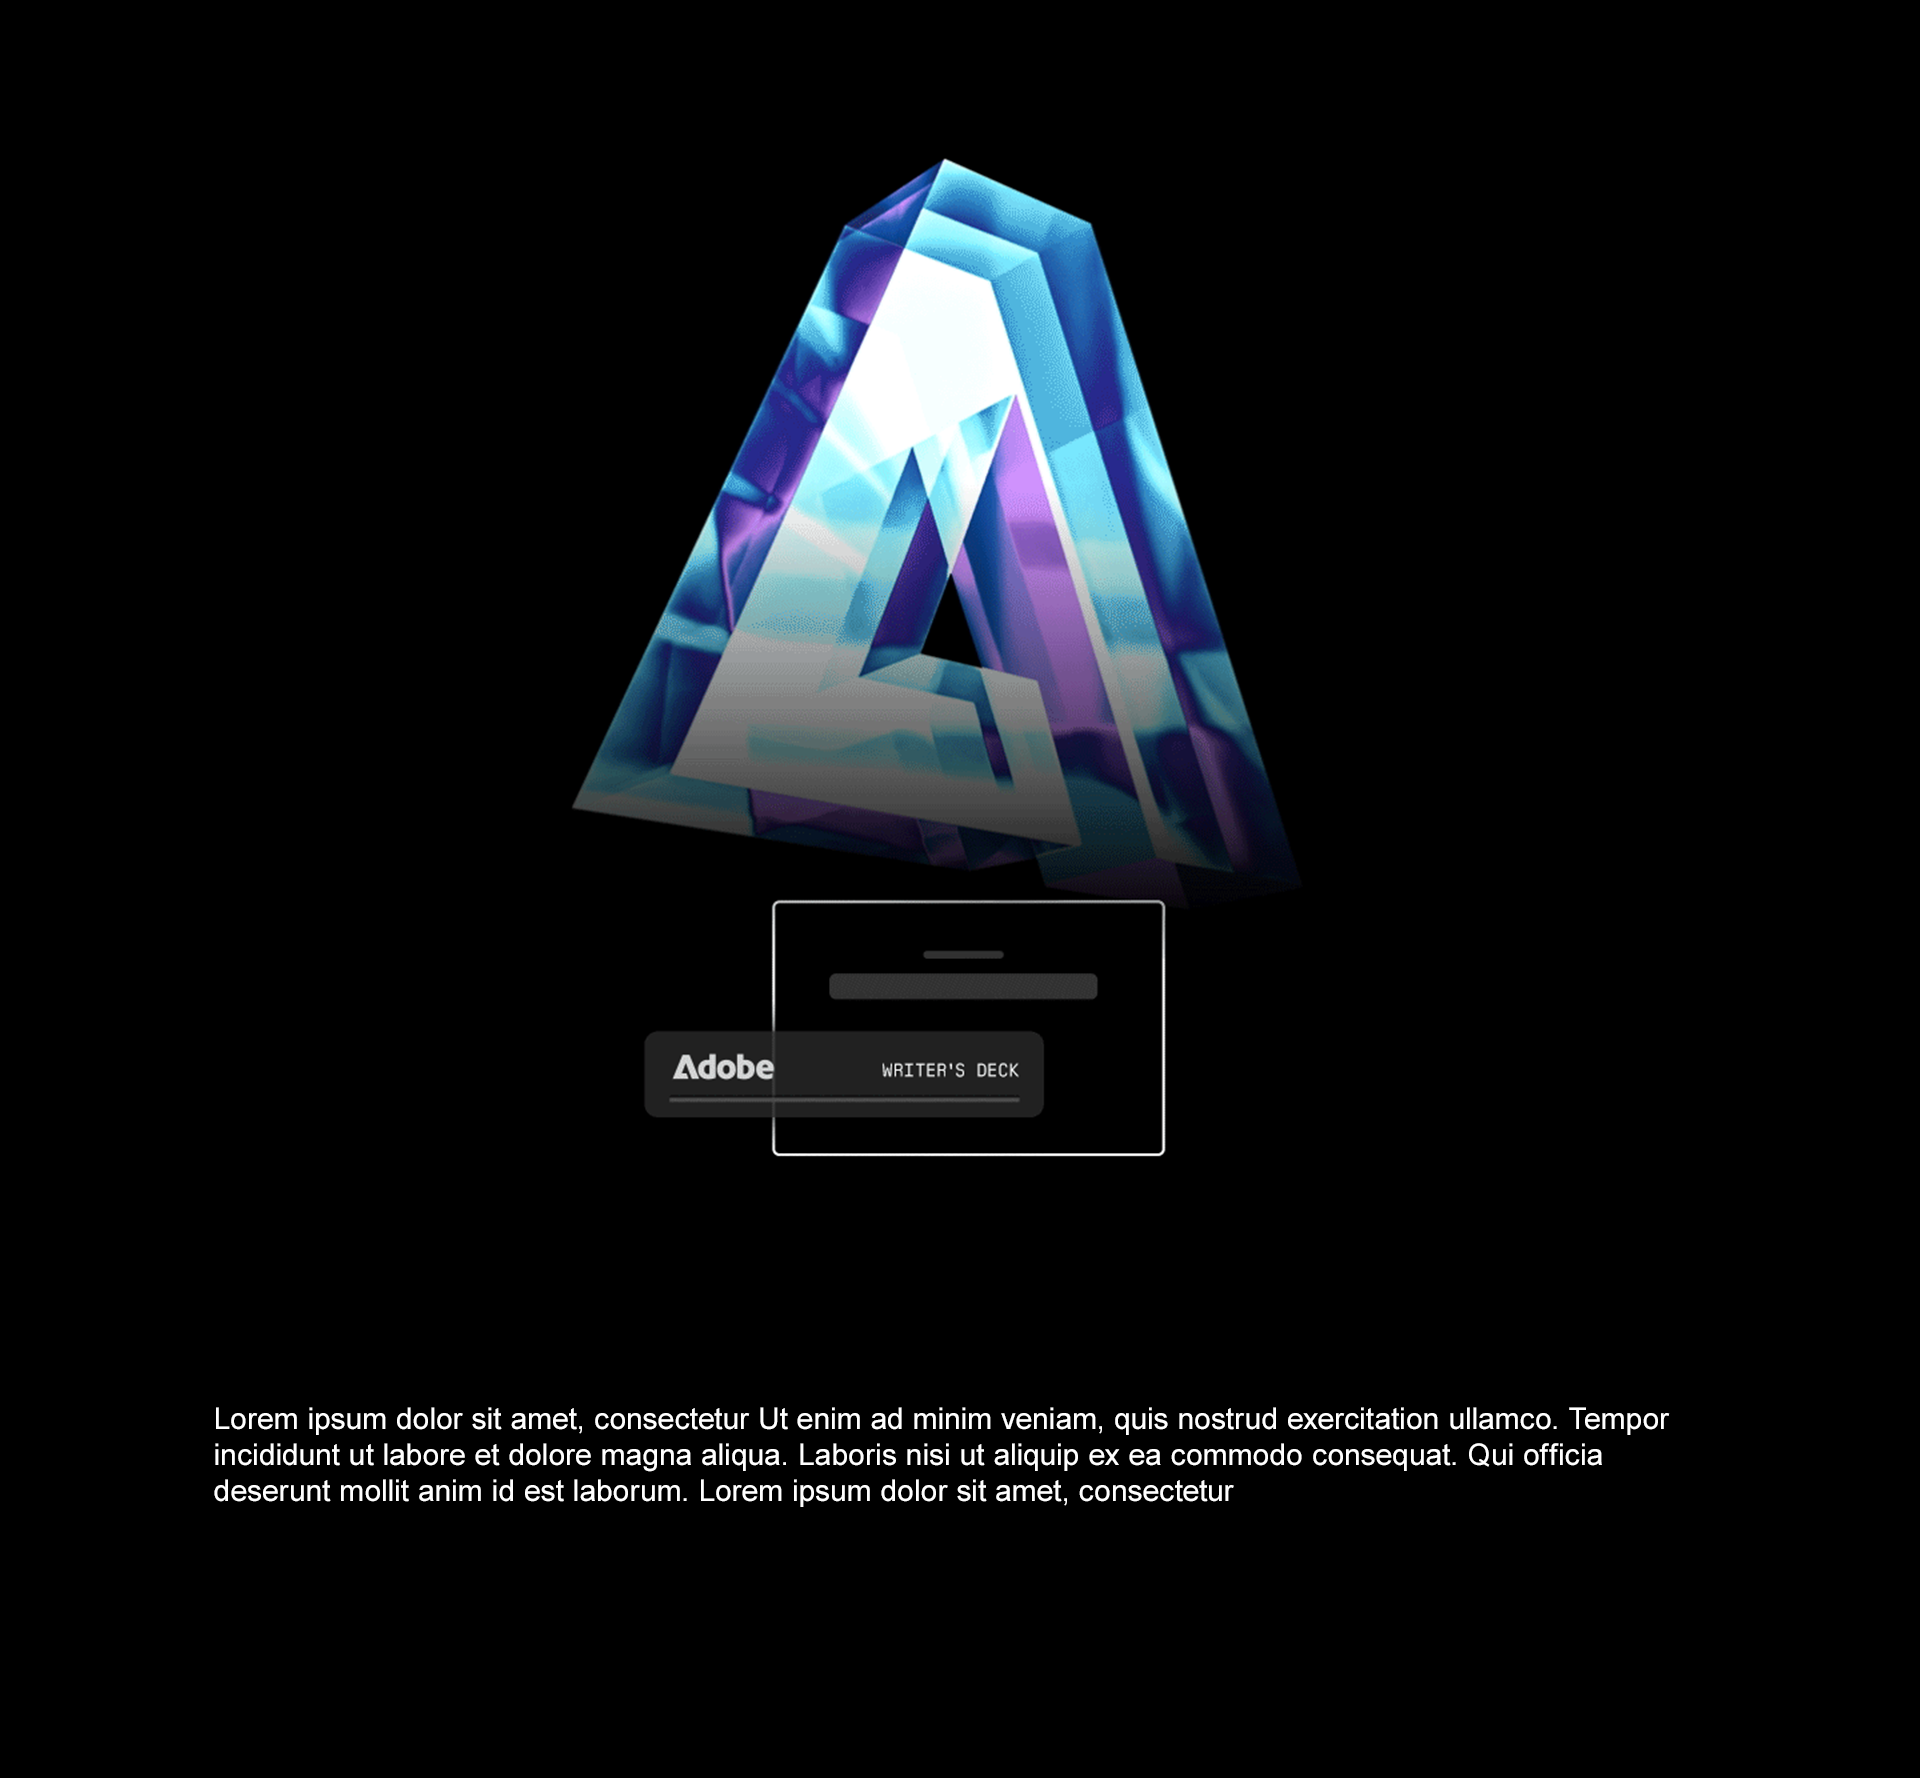 Adobe WRITER'S DECK
Lorem ipsum dolor sit amet, consectetur Ut enim ad minim veniam, quis nostrud exercitation ullamco. Tempor
incididunt ut labore et dolore magna aliqua. Laboris nisi ut aliquip ex ea commodo consequat. Qui officia
deserunt mollit anim id est laborum. Lorem ipsum dolor sit amet, consectetur